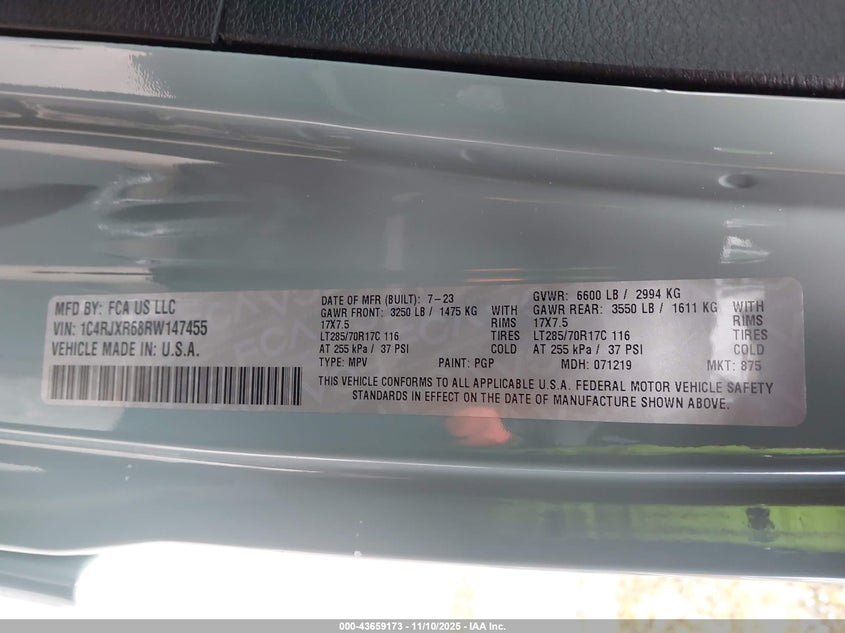 MFD BY: FCA US LLC
VIN: 1C4RJXR68RW147455
VEHICLE MADE IN: U.S.A.
DATE OF MFR (BUILT): 7-23
GAWR FRONT: 3250 LB / 1475 KG WITH
17X7.5 RIMS
LT285/70R17C 116 TIRES
AT 255 kPa / 37 PSI COLD
TYPE: MPV PAINT: PGP
GVWR: 6600 LB / 2994 KG
GAWR REAR: 3550 LB / 1611 KG WITH
17X7.5 RIMS
LT285/70R17C 116 TIRES
AT 255 kPa / 37 PSI COLD
MDH: 071219 MKT: 875
THIS VEHICLE CONFORMS TO ALL APPLICABLE U.S.A. FEDERAL MOTOR VEHICLE SAFETY
STANDARDS IN EFFECT ON THE DATE OF MANUFACTURE SHOWN ABOVE.
000-43659173 — 11/10/2025 — IAA Inc.